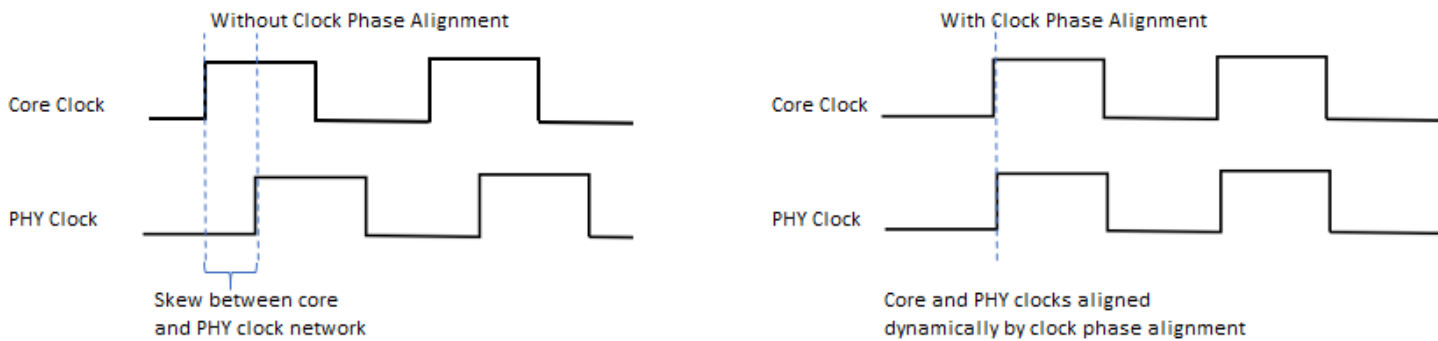 Without Clock Phase Alignment
Core Clock
PHY Clock
Skew between core
and PHY clock network
With Clock Phase Alignment
Core Clock
PHY Clock
Core and PHY clocks aligned
dynamically by clock phase alignment